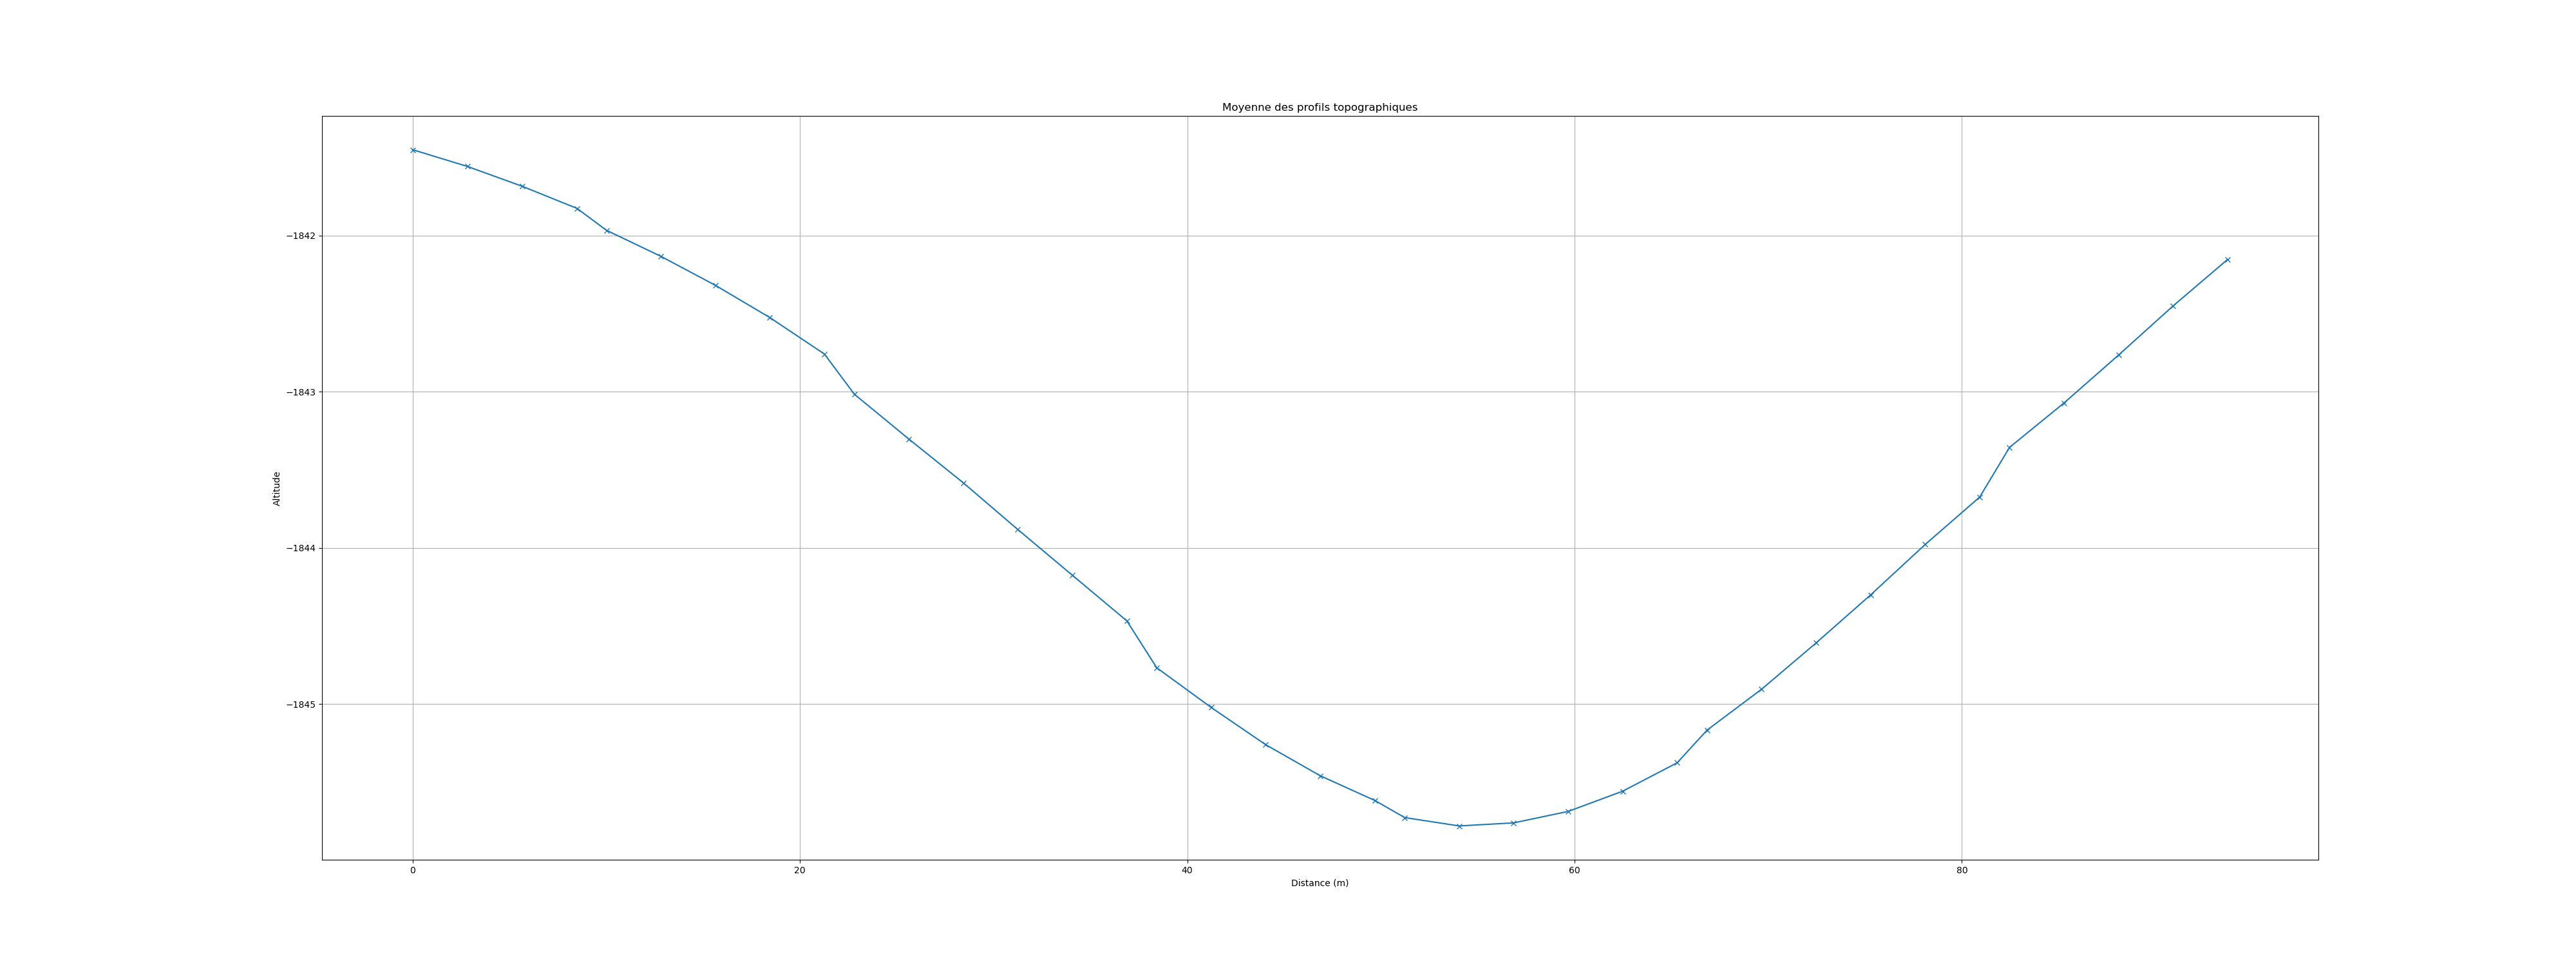 Moyenne des profils topographiques
−1842
−1843
−1844
−1845
Altitude
0 20 40 60 80
Distance (m)